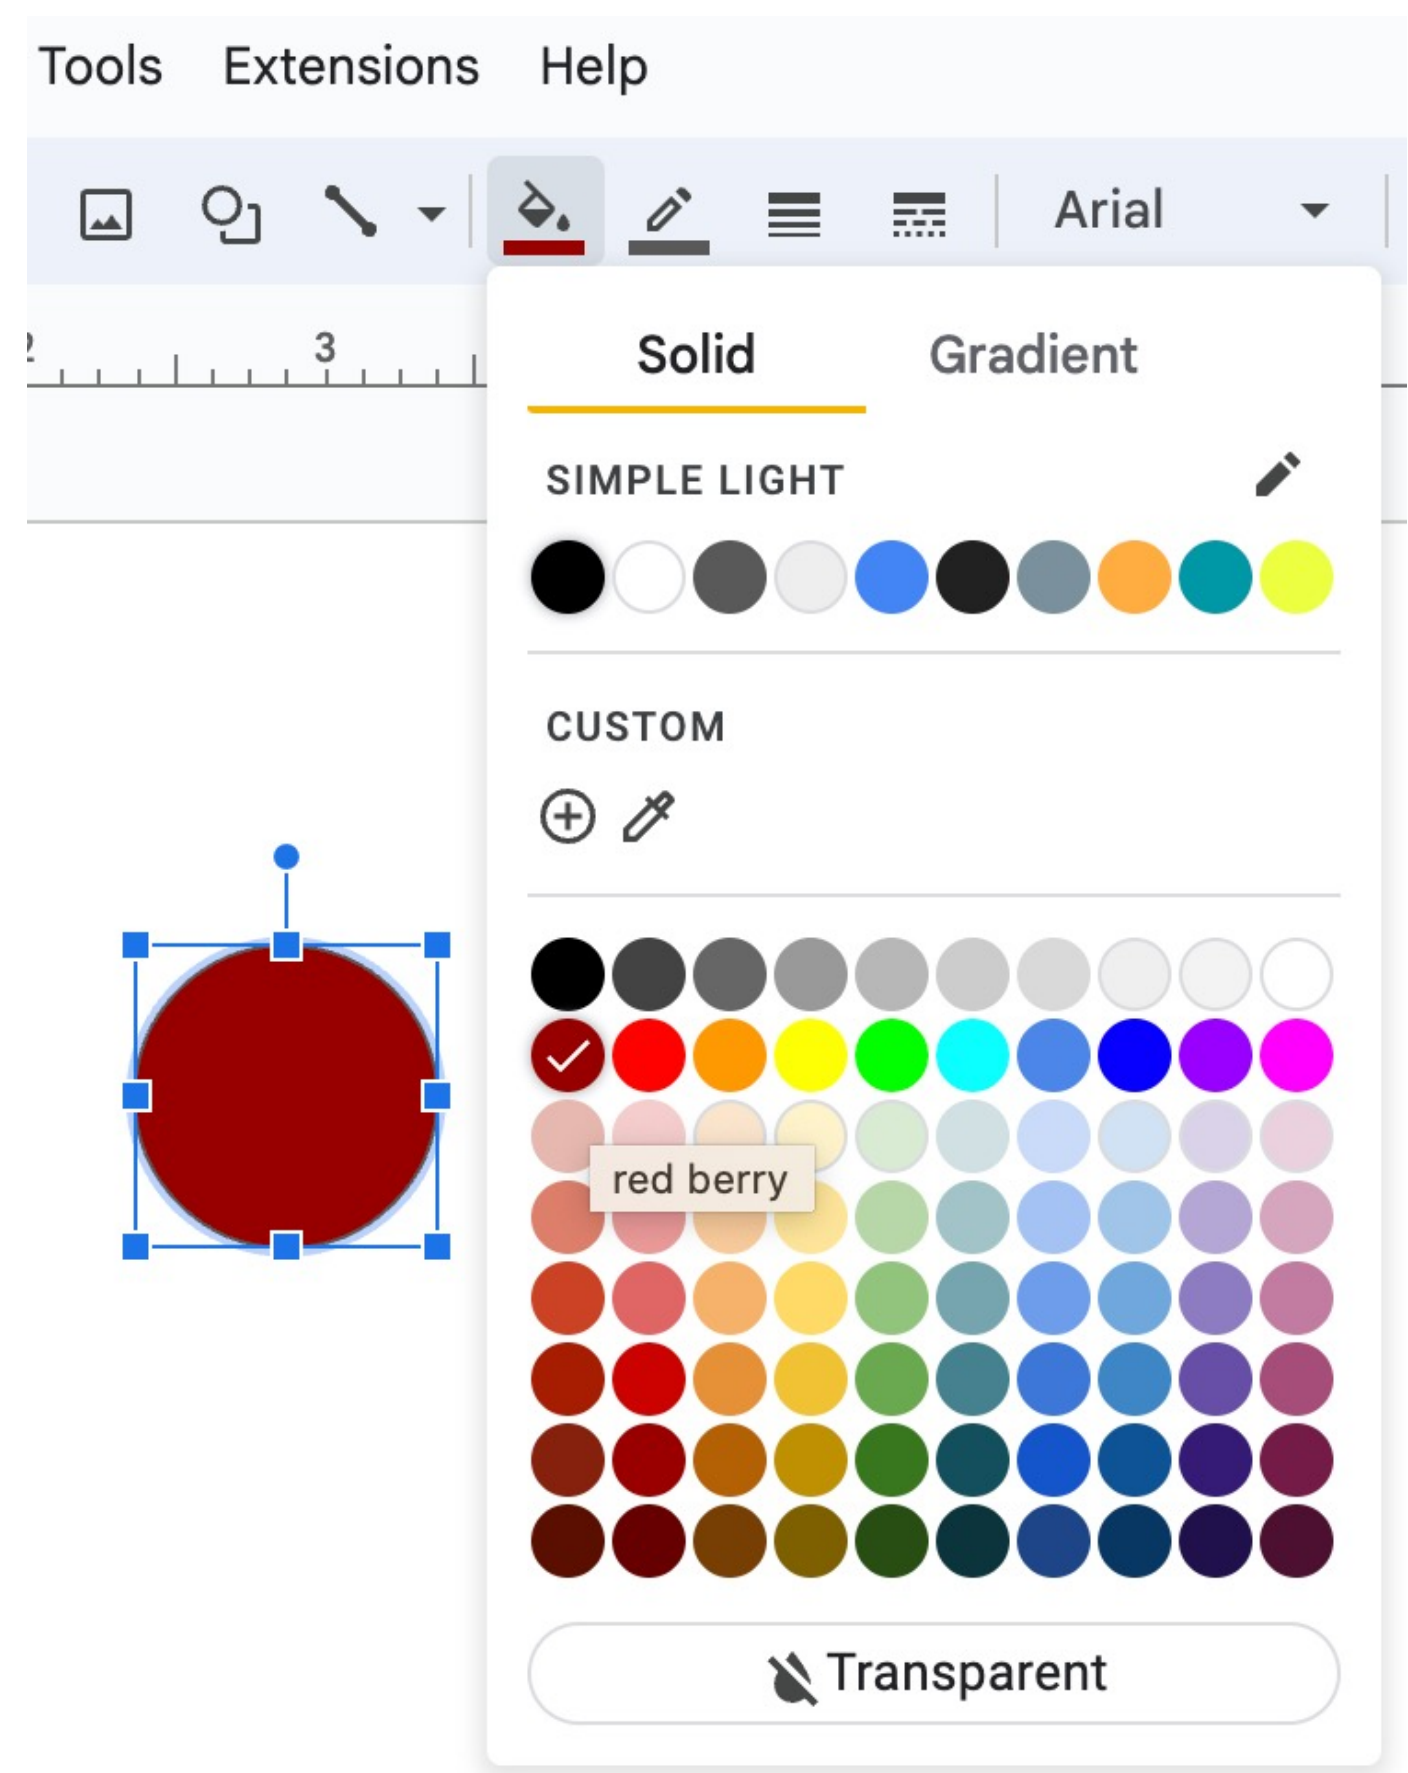 Tools Extensions Help
Arial
3
Solid Gradient
SIMPLE LIGHT
CUSTOM
red berry
Transparent